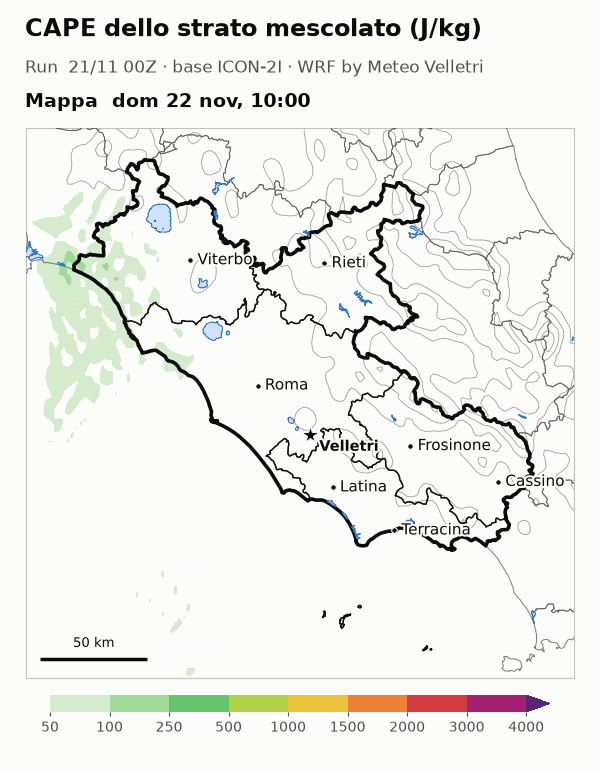 CAPE dello strato mescolato (J/kg)
Run  21/11 00Z · base ICON-2I · WRF by Meteo Velletri
Mappa  dom 22 nov, 10:00
Viterbo
Rieti
Roma
Velletri
Frosinone
Cassino
Latina
Terracina
50 km
50 100 250 500 1000 1500 2000 3000 4000